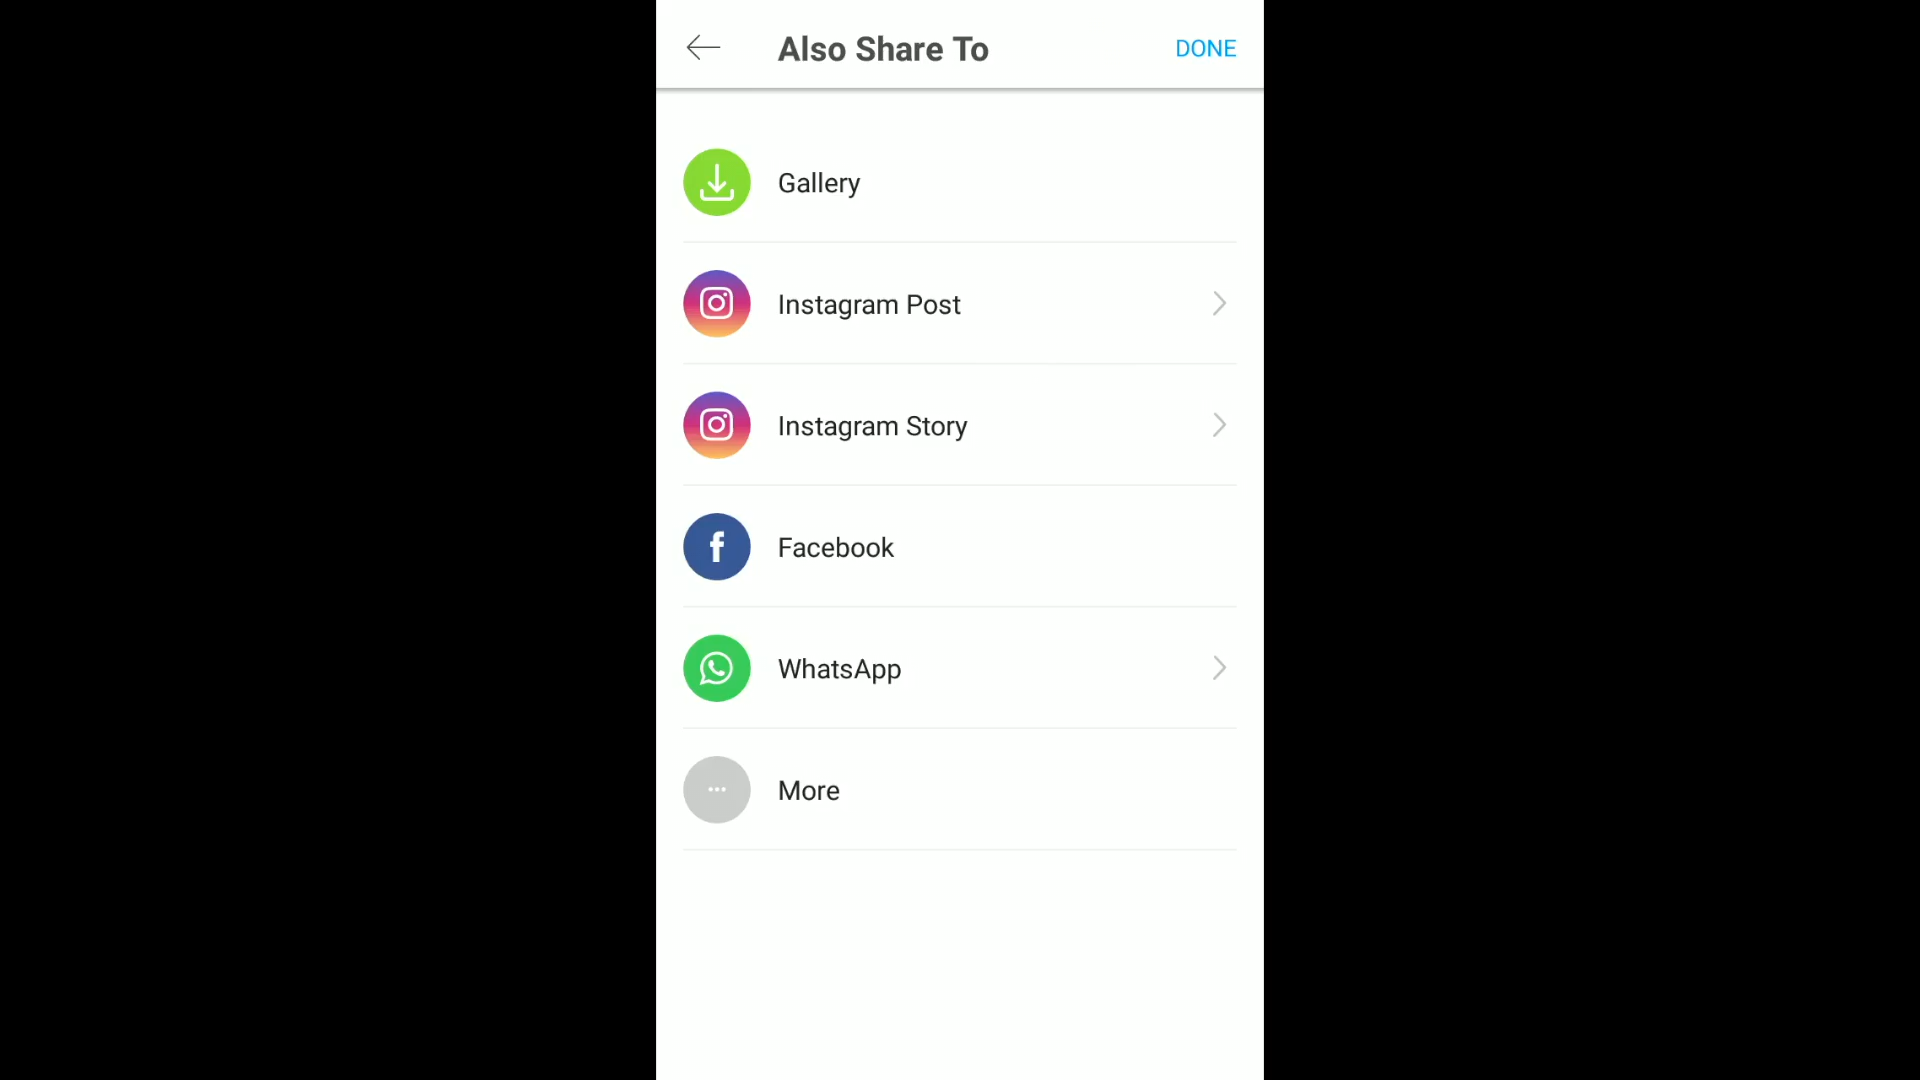 Also Share To
DONE
Gallery
Instagram Post
Instagram Story
Facebook
WhatsApp
More